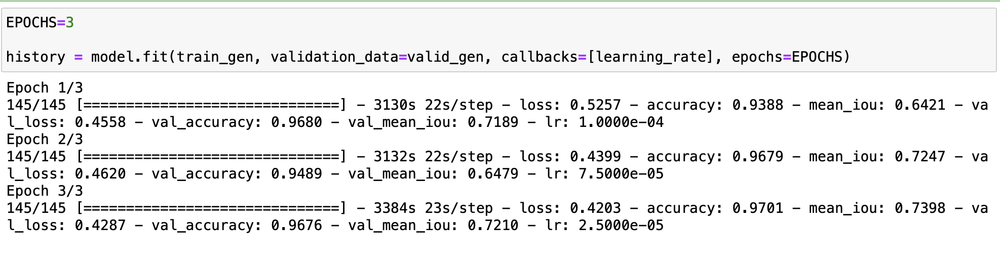 EPOCHS=3
history = model.fit(train_gen, validation_data=valid_gen, callbacks=[learning_rate], epochs=EPOCHS)
Epoch 1/3
145/145 [==============================] - 3130s 22s/step - loss: 0.5257 - accuracy: 0.9388 - mean_iou: 0.6421 - va
l_loss: 0.4558 - val_accuracy: 0.9680 - val_mean_iou: 0.7189 - lr: 1.0000e-04
Epoch 2/3
145/145 [==============================] - 3132s 22s/step - loss: 0.4399 - accuracy: 0.9679 - mean_iou: 0.7247 - va
l_loss: 0.4620 - val_accuracy: 0.9489 - val_mean_iou: 0.6479 - lr: 7.5000e-05
Epoch 3/3
145/145 [==============================] - 3384s 23s/step - loss: 0.4203 - accuracy: 0.9701 - mean_iou: 0.7398 - va
l_loss: 0.4287 - val_accuracy: 0.9676 - val_mean_iou: 0.7210 - lr: 2.5000e-05